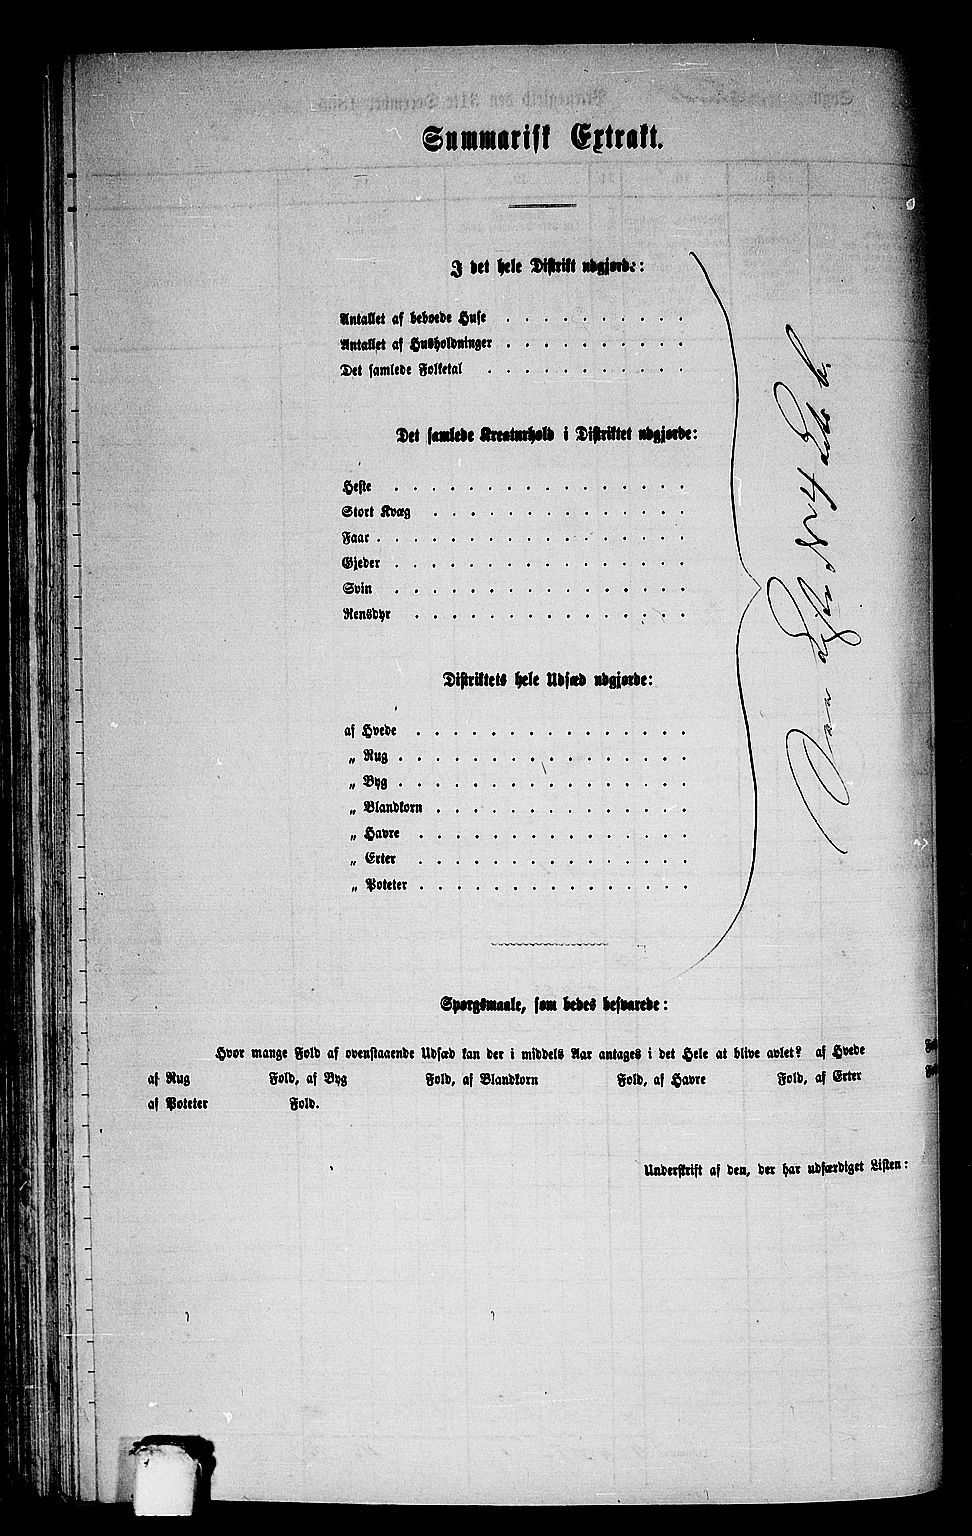 Summarisk Extrakt.
I det hele Distrikt udgjorde:
Antallet af beboede Huse . . . . . . . . . .
Antallet af Husholdninger . . . . . . . . . .
Det samlede Folketal . . . . . . . . . . .
Det samlede Kreaturhold i Distriktet udgjorde:
Heste . . . . . . . . . . . . . . . .
Stort Kvæg . . . . . . . . . . . . . .
Faar . . . . . . . . . . . . . . . . .
Gjeder . . . . . . . . . . . . . . . .
Svin . . . . . . . . . . . . . . . .
Rensdyr . . . . . . . . . . . . . . .
Distriktets hele Udsæd udgjorde:
af Hvede . . . . . . . . . . . . . . .
„ Rug . . . . . . . . . . . . . . . .
„ Byg . . . . . . . . . . . . . . . .
„ Blandkorn . . . . . . . . . . . . . .
„ Havre . . . . . . . . . . . . . . .
„ Erter . . . . . . . . . . . . . . .
„ Poteter . . . . . . . . . . . . . . .
Spørgsmaale, som bedes besvarede:
Hvor mange Fold af ovenstaaende Udsæd kan der i middels Aar antages i det Hele at blive avlet? af Hvede
af Rug Fold, af Byg Fold, af Blandkorn Fold, af Havre Fold, af Erter
af Poteter Fold.
Underskrift af den, der har udfærdiget Listen: